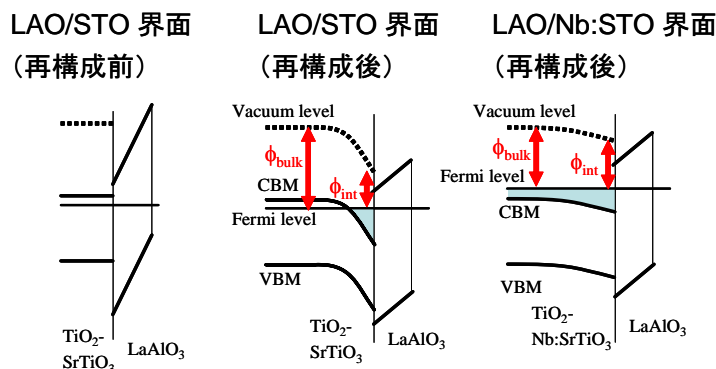 LAO/STO 界面
（再構成前）
LAO/STO 界面
（再構成後）
LAO/Nb:STO 界面
（再構成後）
TiO₂-
SrTiO₃
LaAlO₃
Vacuum level
ϕbulk
CBM
ϕint
Fermi level
VBM
TiO₂-
SrTiO₃
LaAlO₃
Vacuum level
ϕbulk
ϕint
Fermi level
CBM
VBM
TiO₂-
Nb:SrTiO₃
LaAlO₃